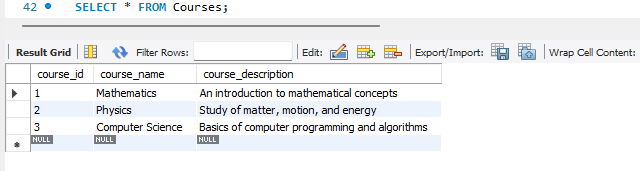 42 SELECT * FROM Courses;
Result Grid Filter Rows: Edit: Export/Import: Wrap Cell Content:
course_id course_name course_description
1 Mathematics An introduction to mathematical concepts
2 Physics Study of matter, motion, and energy
3 Computer Science Basics of computer programming and algorithms
NULL NULL NULL